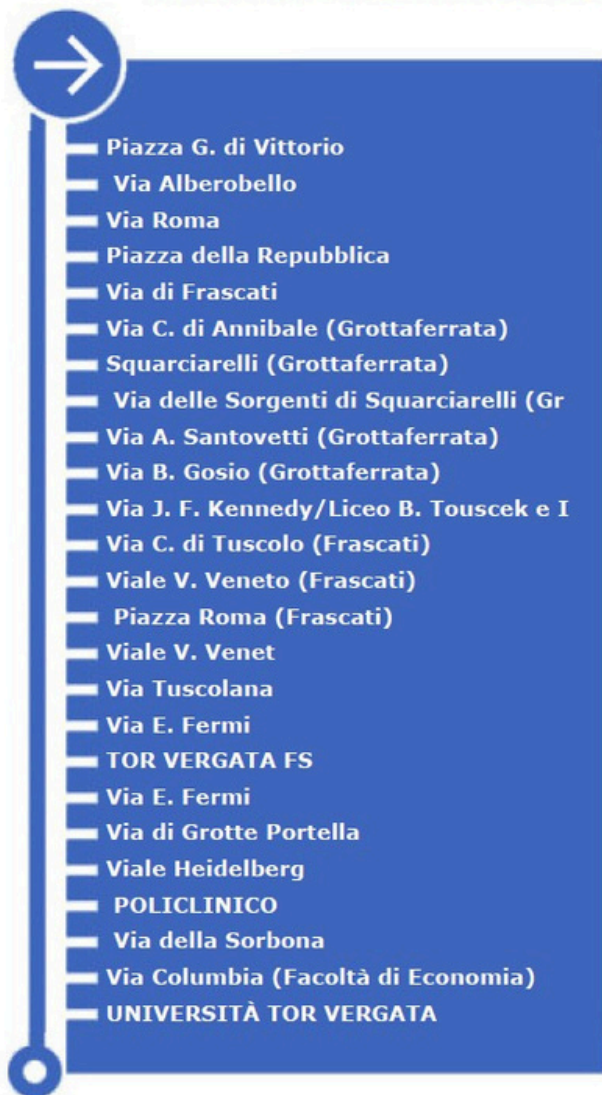 Piazza G. di Vittorio
Via Alberobello
Via Roma
Piazza della Repubblica
Via di Frascati
Via C. di Annibale (Grottaferrata)
Squarciarelli (Grottaferrata)
Via delle Sorgenti di Squarciarelli (Gr
Via A. Santovetti (Grottaferrata)
Via B. Gosio (Grottaferrata)
Via J. F. Kennedy/Liceo B. Touscek e I
Via C. di Tuscolo (Frascati)
Viale V. Veneto (Frascati)
Piazza Roma (Frascati)
Viale V. Venet
Via Tuscolana
Via E. Fermi
TOR VERGATA FS
Via E. Fermi
Via di Grotte Portella
Viale Heidelberg
POLICLINICO
Via della Sorbona
Via Columbia (Facoltà di Economia)
UNIVERSITÀ TOR VERGATA